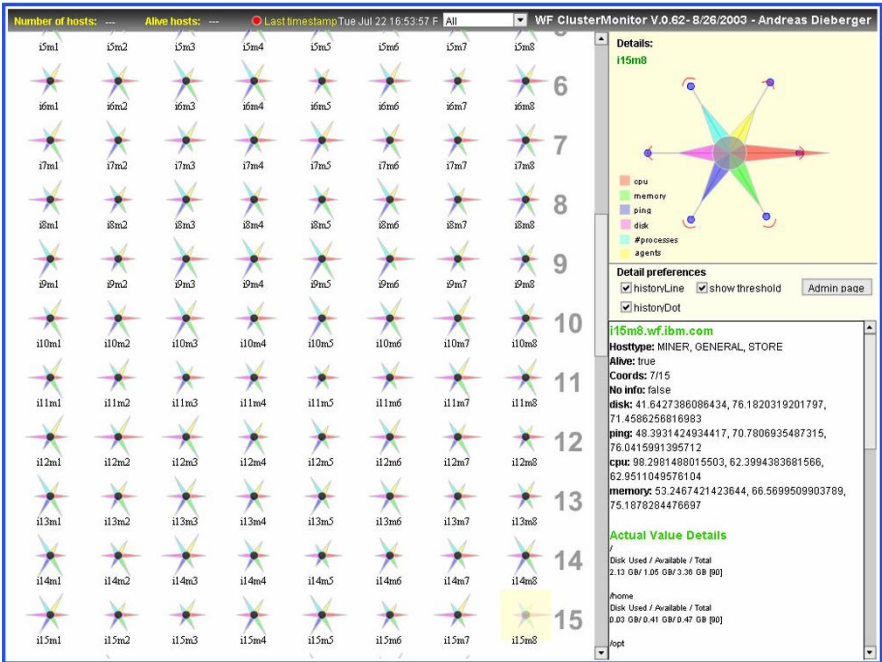 Number of hosts: --- Alive hosts: --- Last timestamp Tue Jul 22 16:53:57 F All WF ClusterMonitor V.0.62- 8/26/2003 - Andreas Dieberger
i5m1 i5m2 i5m3 i5m4 i5m5 i5m6 i5m7 i5m8
6
i6m1 i6m2 i6m3 i6m4 i6m5 i6m6 i6m7 i6m8
7
i7m1 i7m2 i7m3 i7m4 i7m5 i7m6 i7m7 i7m8
8
i8m1 i8m2 i8m3 i8m4 i8m5 i8m6 i8m7 i8m8
9
i9m1 i9m2 i9m3 i9m4 i9m5 i9m6 i9m7 i9m8
10
i10m1 i10m2 i10m3 i10m4 i10m5 i10m6 i10m7 i10m8
11
i11m1 i11m2 i11m3 i11m4 i11m5 i11m6 i11m7 i11m8
12
i12m1 i12m2 i12m3 i12m4 i12m5 i12m6 i12m7 i12m8
13
i13m1 i13m2 i13m3 i13m4 i13m5 i13m6 i13m7 i13m8
14
i14m1 i14m2 i14m3 i14m4 i14m5 i14m6 i14m7 i14m8
15
i15m1 i15m2 i15m3 i15m4 i15m5 i15m6 i15m7 i15m8
Details:
i15m8
cpu
memory
ping
disk
#processes
agents
Detail preferences
historyLine show threshold Admin page
historyDot
i15m8.wf.ibm.com
Hosttype: MINER, GENERAL, STORE
Alive: true
Coords: 7/15
No info: false
disk: 41.6427386086434, 76.1820319201797,
71.4586256816983
ping: 48.3931424934417, 70.7806935487315,
76.0415991395712
cpu: 98.2981488015503, 62.3994383681566,
62.9511049576104
memory: 53.2467421423644, 66.5699509903789,
75.1878284476697
Actual Value Details
/
Disk Used / Available / Total
2.13 GB/ 1.05 GB/ 3.36 GB [90]
/home
Disk Used / Available / Total
0.03 GB/ 0.41 GB/ 0.47 GB [90]
/opt